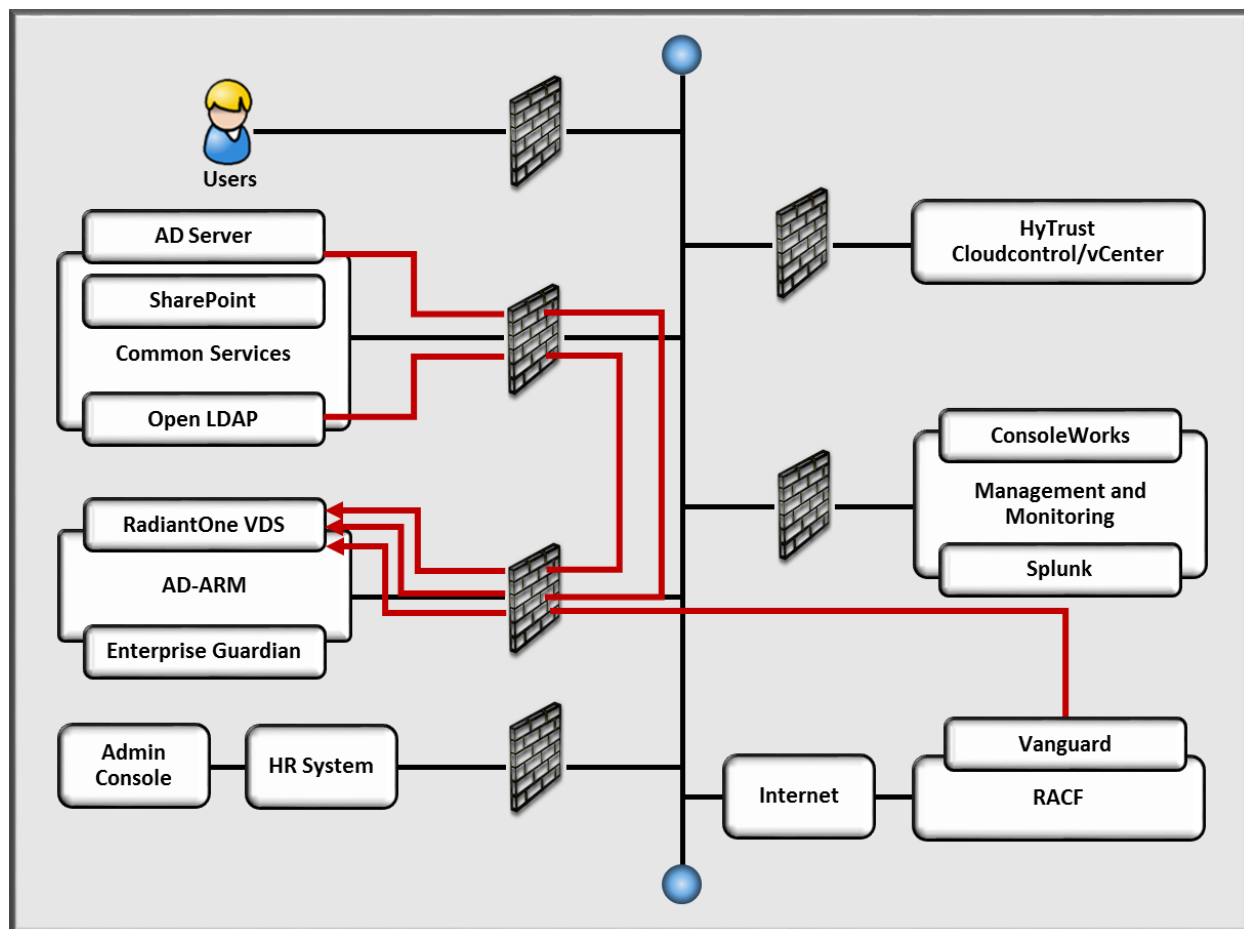 Users
AD Server
SharePoint
Common Services
Open LDAP
RadiantOne VDS
AD-ARM
Enterprise Guardian
Admin
Console
HR System
HyTrust
Cloudcontrol/vCenter
ConsoleWorks
Management and
Monitoring
Splunk
Vanguard
Internet
RACF